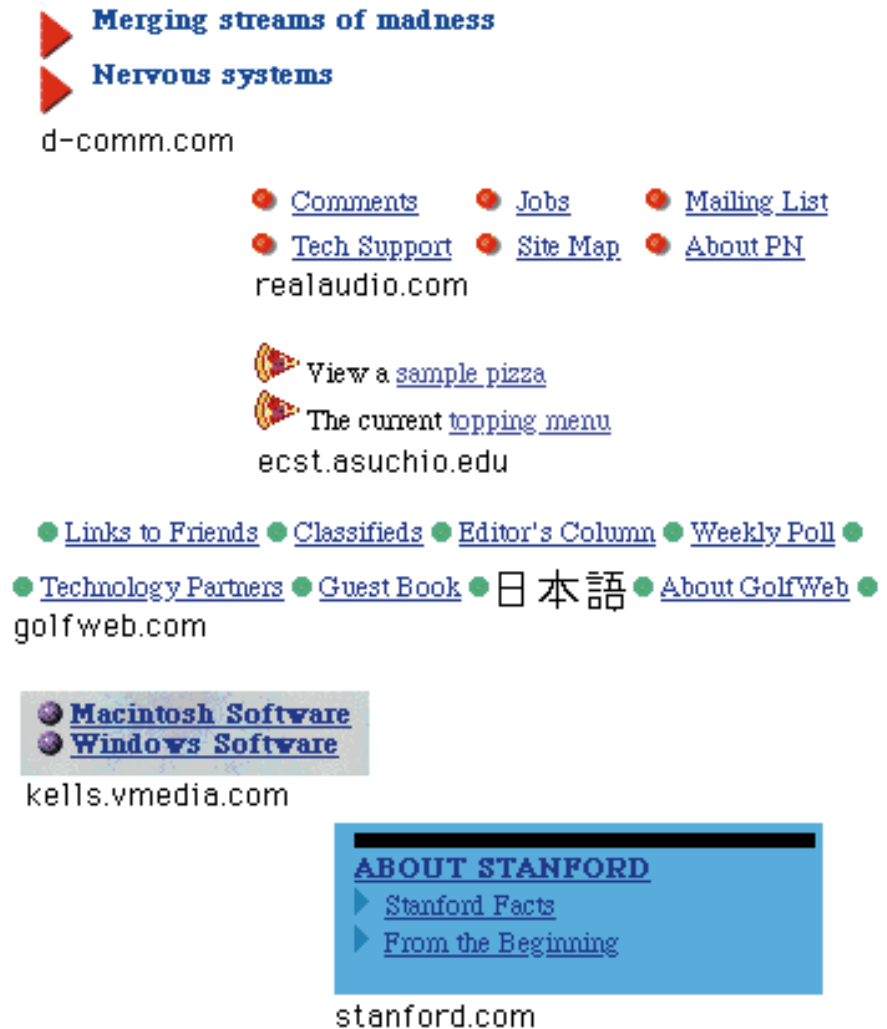 Merging streams of madness
Nervous systems
d-comm.com
Comments Jobs Mailing List
Tech Support Site Map About PN
realaudio.com
View a sample pizza
The current topping menu
ecst.asuchio.edu
Links to Friends Classifieds Editor's Column Weekly Poll
Technology Partners Guest Book 日本語 About GolfWeb
golfweb.com
Macintosh Software
Windows Software
kells.vmedia.com
ABOUT STANFORD
Stanford Facts
From the Beginning
stanford.com